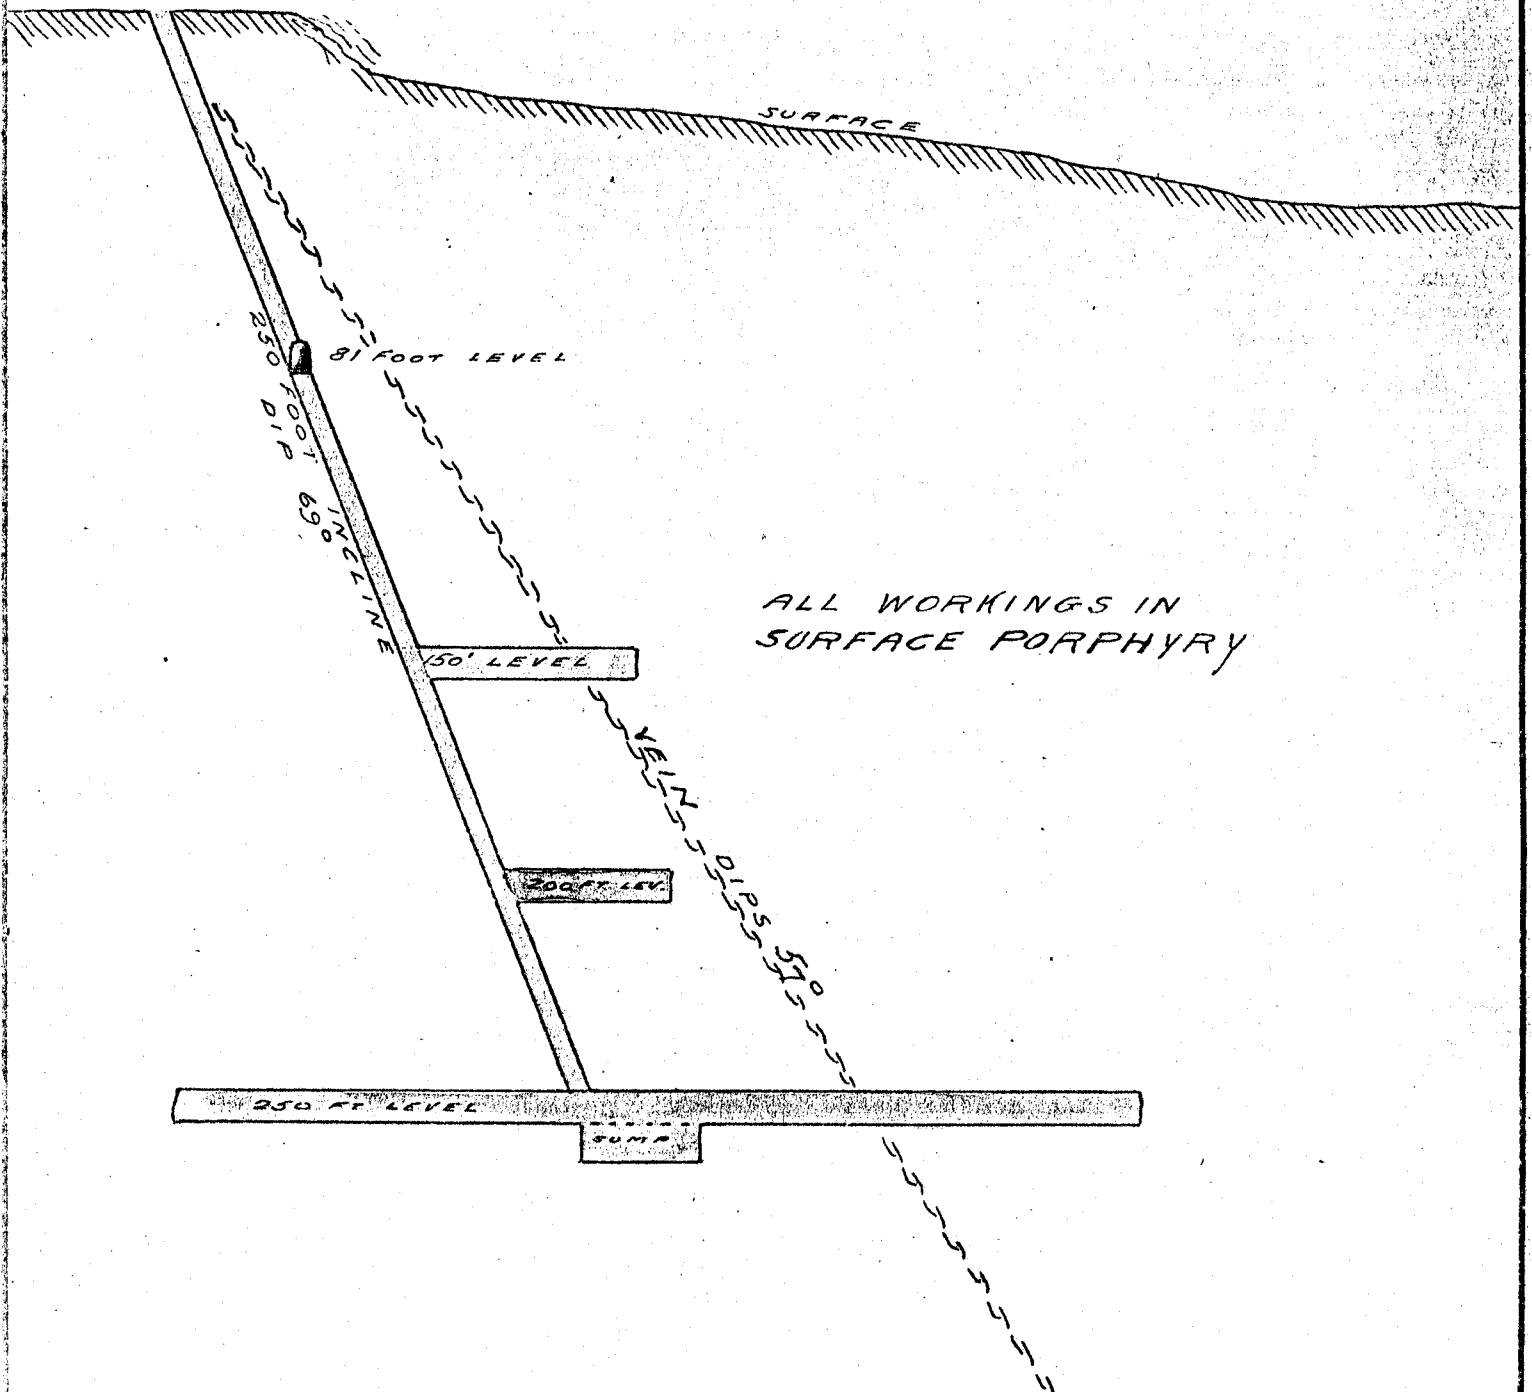 SURFACE
81 FOOT LEVEL
250 FOOT INCLINE
DIP 69°
ALL WORKINGS IN
SURFACE PORPHYRY
150' LEVEL
VEIN DIPS 57°
200 FT LEV.
250 FT LEVEL
SUMP